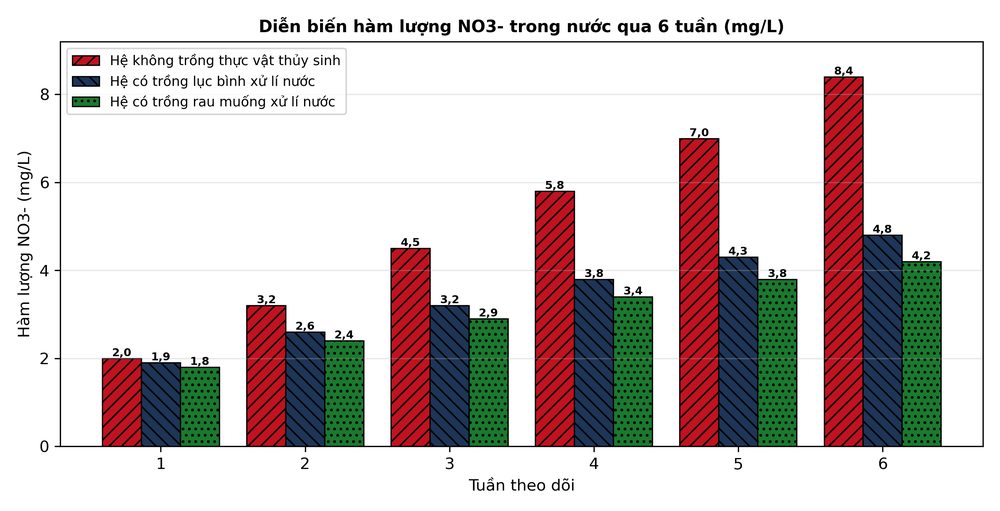 Diễn biến hàm lượng NO3- trong nước qua 6 tuần (mg/L)
Hệ không trồng thực vật thủy sinh
Hệ có trồng lục bình xử lí nước
Hệ có trồng rau muống xử lí nước
Hàm lượng NO3- (mg/L)
8
6
4
2
0
2,0 1,9 1,8
3,2 2,6 2,4
4,5 3,2 2,9
5,8 3,8 3,4
7,0 4,3 3,8
8,4 4,8 4,2
1 2 3 4 5 6
Tuần theo dõi